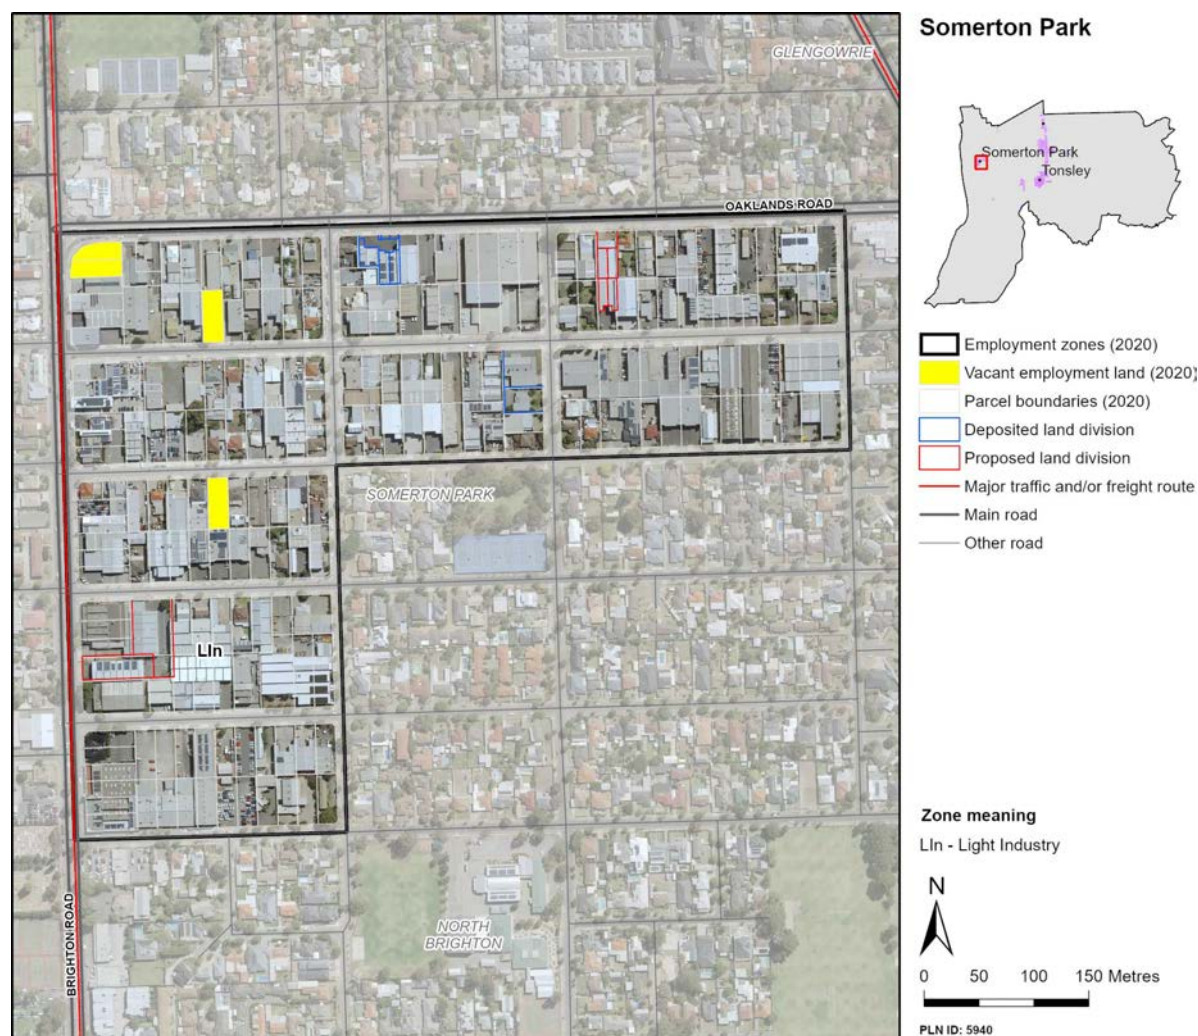 Somerton Park
GLENGOWRIE
Somerton Park
Tonsley
OAKLANDS ROAD
Employment zones (2020)
Vacant employment land (2020)
Parcel boundaries (2020)
Deposited land division
Proposed land division
Major traffic and/or freight route
Main road
Other road
SOMERTON PARK
LIn
BRIGHTON ROAD
NORTH
BRIGHTON
Zone meaning
LIn - Light Industry
N
0 50 100 150 Metres
PLN ID: 5940